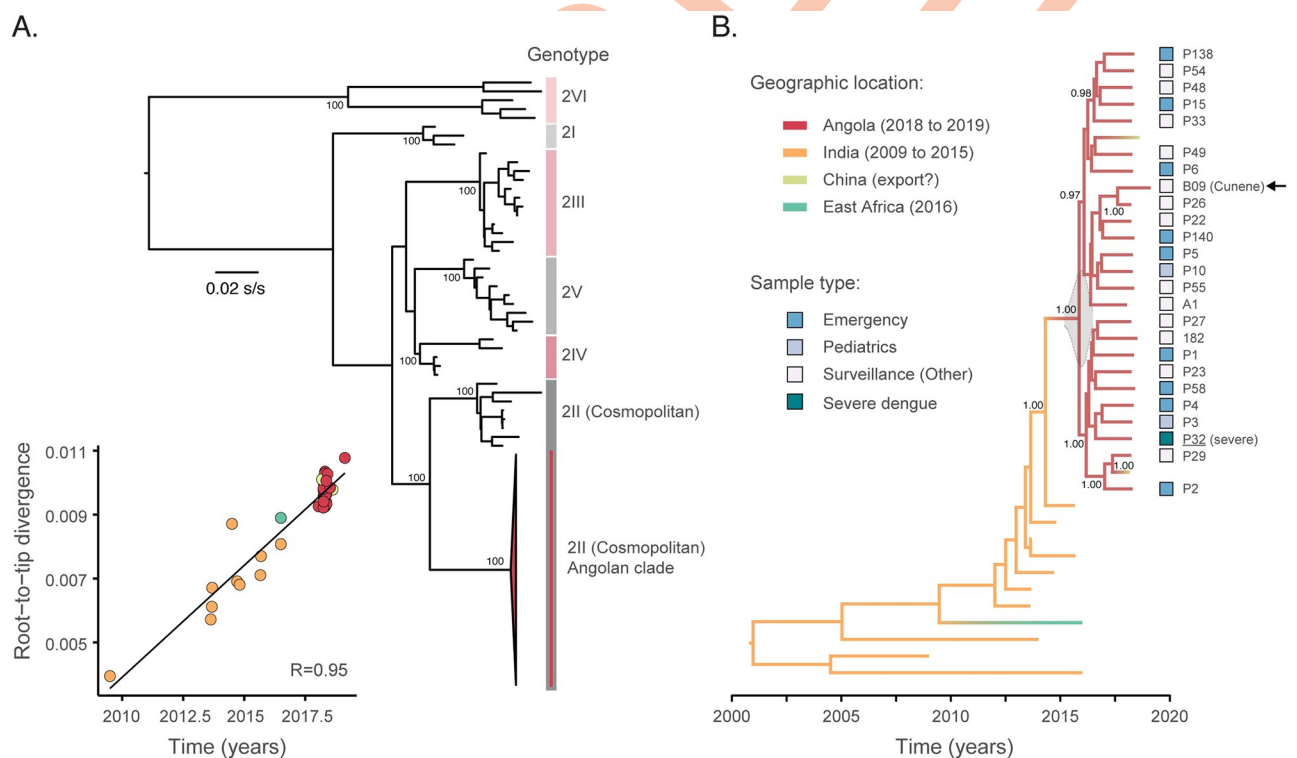 A.
Genotype
2VI
100
2I
100
2III
100
0.02 s/s
2V
100
2IV
100
2II (Cosmopolitan)
100
100
2II (Cosmopolitan)
Angolan clade
100
Root−to−tip divergence
0.011
0.009
0.007
0.005
R=0.95
2010
2012.5
2015
2017.5
Time (years)
B.
Geographic location:
Angola (2018 to 2019)
India (2009 to 2015)
China (export?)
East Africa (2016)
Sample type:
Emergency
Pediatrics
Surveillance (Other)
Severe dengue
0.98
0.97
1.00
1.00
1.00
1.00
1.00
1.00
P138
P54
P48
P15
P33
P49
P6
B09 (Cunene)
P26
P22
P140
P5
P10
P55
A1
P27
182
P1
P23
P58
P4
P3
P32 (severe)
P29
P2
2000
2005
2010
2015
2020
Time (years)